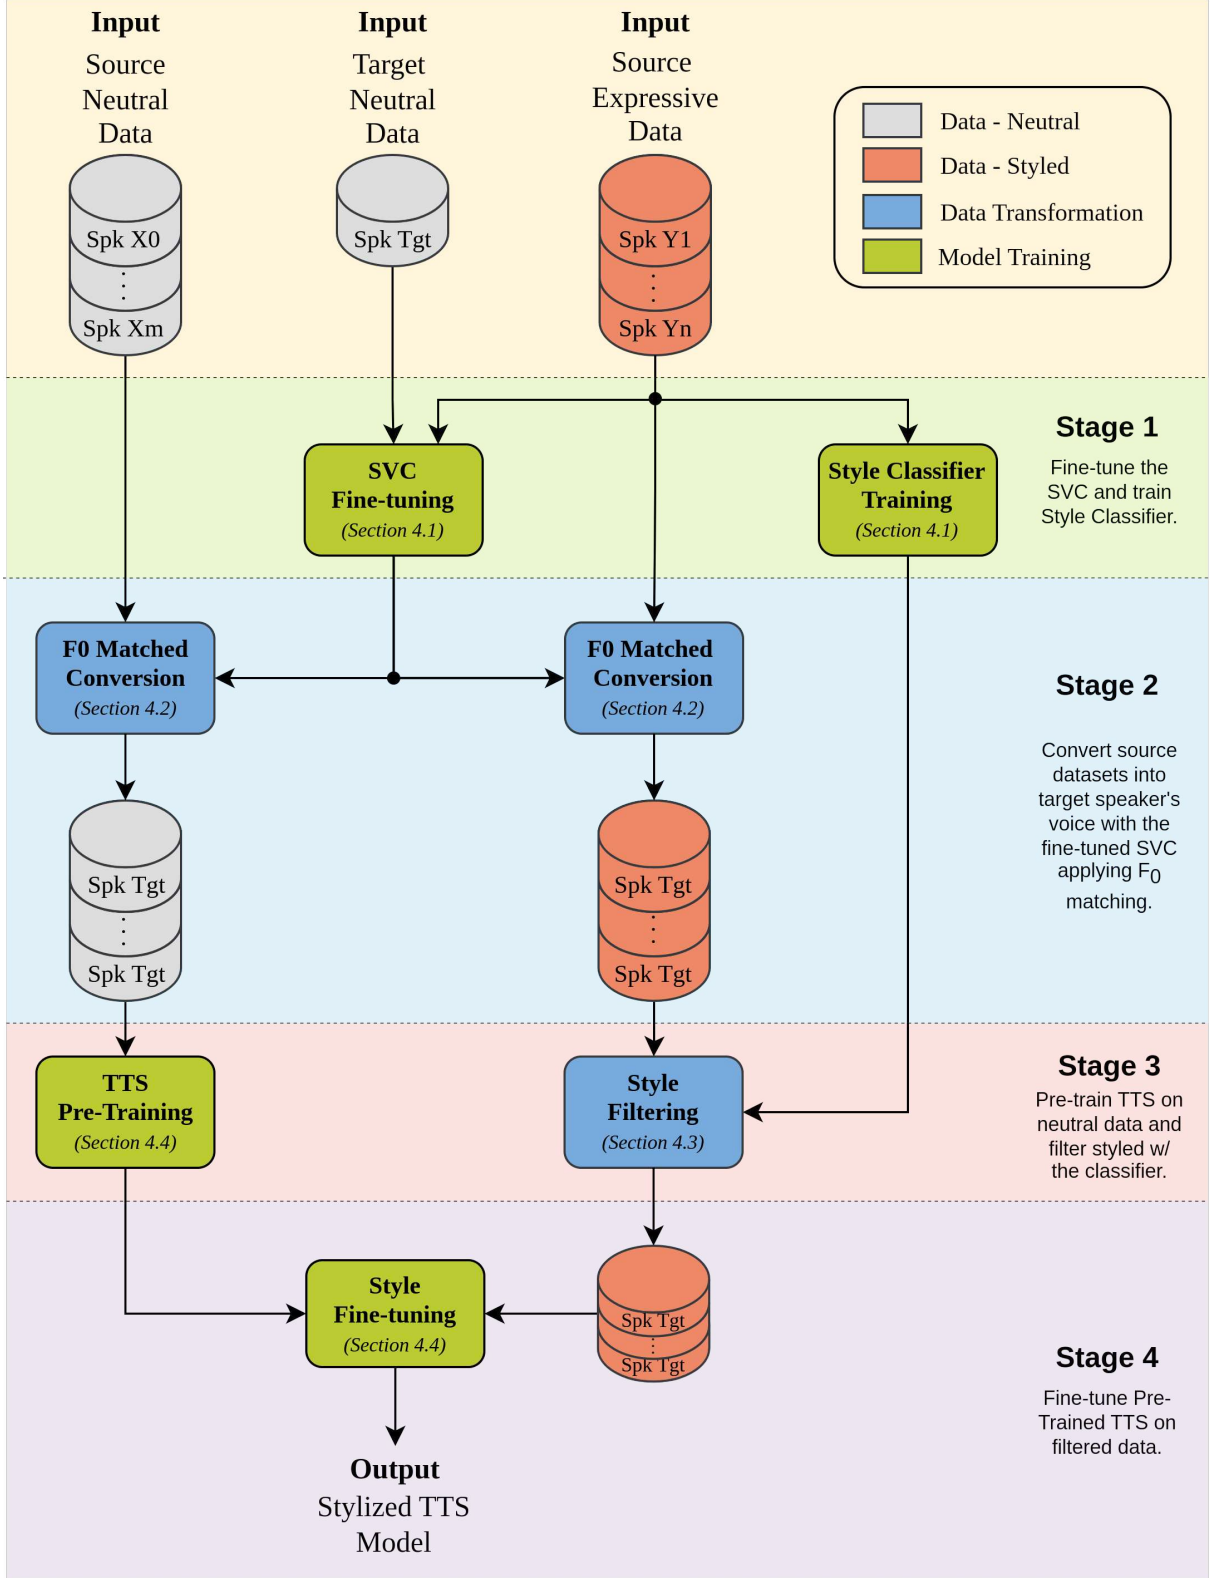 Input
Source
Neutral
Data
Input
Target
Neutral
Data
Input
Source
Expressive
Data
Data - Neutral
Data - Styled
Data Transformation
Model Training
Spk X0
⋮
Spk Xm
Spk Tgt
Spk Y1
⋮
Spk Yn
SVC
Fine-tuning
(Section 4.1)
Style Classifier
Training
(Section 4.1)
Stage 1
Fine-tune the
SVC and train
Style Classifier.
F0 Matched
Conversion
(Section 4.2)
F0 Matched
Conversion
(Section 4.2)
Stage 2
Convert source
datasets into
target speaker's
voice with the
fine-tuned SVC
applying F0
matching.
Spk Tgt
⋮
Spk Tgt
Spk Tgt
⋮
Spk Tgt
TTS
Pre-Training
(Section 4.4)
Style
Filtering
(Section 4.3)
Stage 3
Pre-train TTS on
neutral data and
filter styled w/
the classifier.
Style
Fine-tuning
(Section 4.4)
Spk Tgt
⋮
Spk Tgt
Stage 4
Fine-tune Pre-
Trained TTS on
filtered data.
Output
Stylized TTS
Model